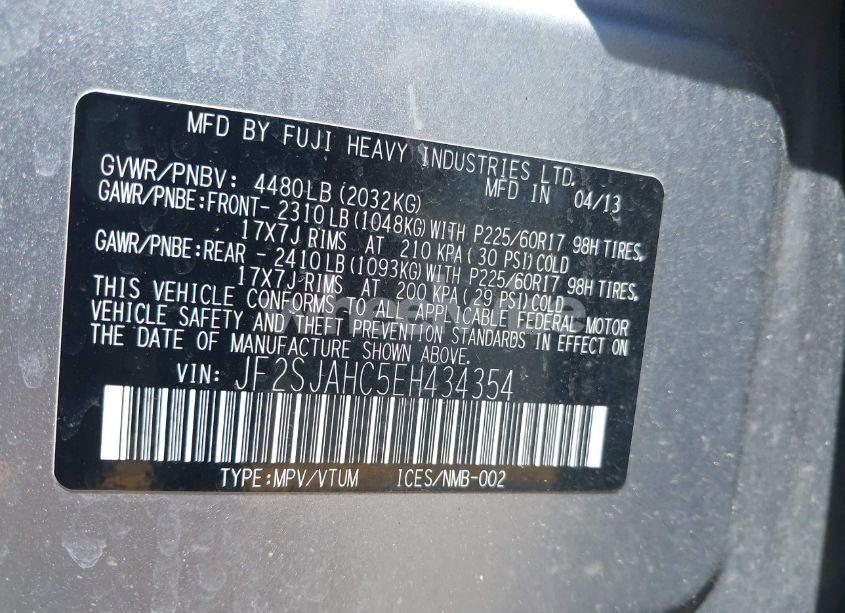 MFD BY FUJI HEAVY INDUSTRIES LTD.
GVWR/PNBV: 4480LB(2032KG) MFD IN 04/13
GAWR/PNBE:FRONT- 2310LB(1048KG)WITH P225/60R17 98H TIRES,
17X7J RIMS AT 210 KPA(30 PSI)COLD
GAWR/PNBE:REAR - 2410LB(1093KG)WITH P225/60R17 98H TIRES,
17X7J RIMS AT 200 KPA(29 PSI)COLD
THIS VEHICLE CONFORMS TO ALL APPLICABLE FEDERAL MOTOR
VEHICLE SAFETY AND THEFT PREVENTION STANDARDS IN EFFECT ON
THE DATE OF MANUFACTURE SHOWN ABOVE.
VIN: JF2SJAHC5EH434354
TYPE:MPV/VTUM ICES/NMB-002